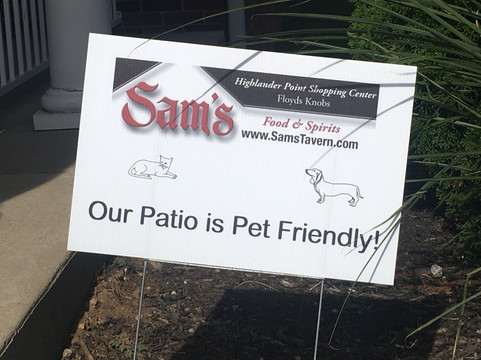 Highlander Point Shopping Center
Floyds Knobs
Sam's
Food & Spirits
www.SamsTavern.com
Our Patio is Pet Friendly!